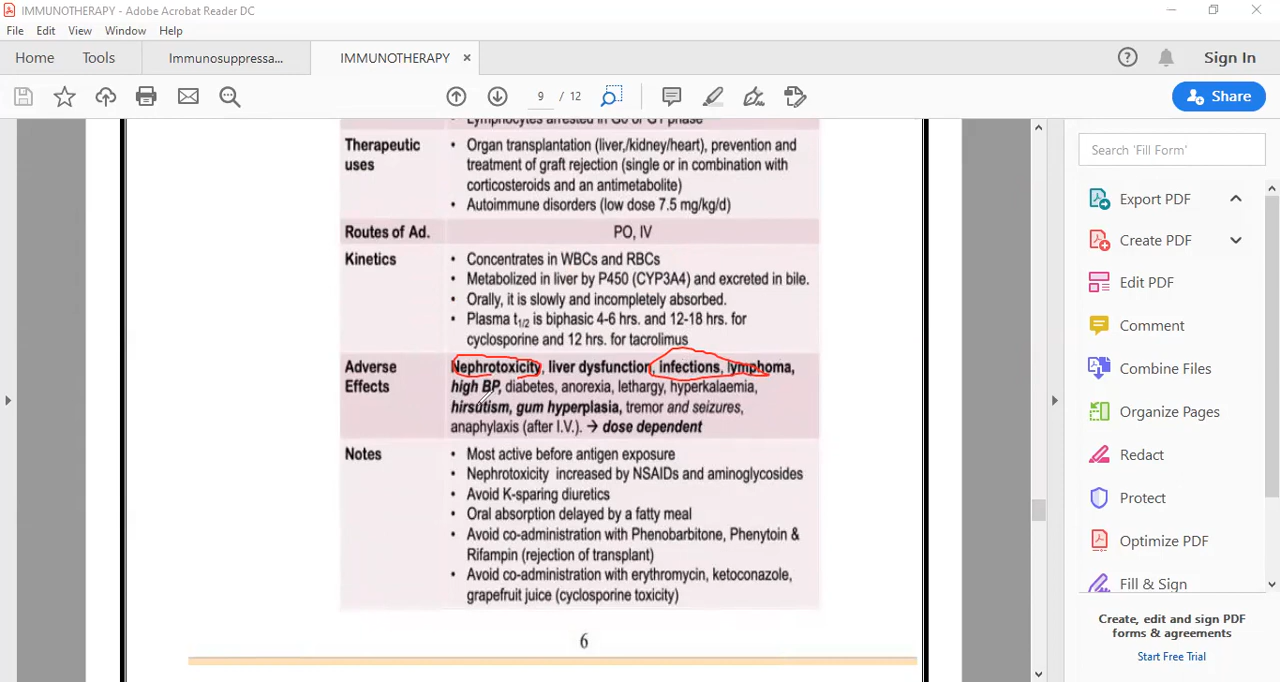 IMMUNOTHERAPY - Adobe Acrobat Reader DC
File Edit View Window Help
Home Tools Immunosuppressa... IMMUNOTHERAPY × Sign In
9 / 12 Share
Lymphocytes arrested in G0 or G1 phase
Therapeutic uses
• Organ transplantation (liver,/kidney/heart), prevention and
treatment of graft rejection (single or in combination with
corticosteroids and an antimetabolite)
• Autoimmune disorders (low dose 7.5 mg/kg/d)
Routes of Ad. PO, IV
Kinetics
• Concentrates in WBCs and RBCs
• Metabolized in liver by P450 (CYP3A4) and excreted in bile.
• Orally, it is slowly and incompletely absorbed.
• Plasma t1/2 is biphasic 4-6 hrs. and 12-18 hrs. for
cyclosporine and 12 hrs. for tacrolimus
Adverse Effects
Nephrotoxicity, liver dysfunction, infections, lymphoma,
high BP, diabetes, anorexia, lethargy, hyperkalaemia,
hirsutism, gum hyperplasia, tremor and seizures,
anaphylaxis (after I.V.). → dose dependent
Notes
• Most active before antigen exposure
• Nephrotoxicity increased by NSAIDs and aminoglycosides
• Avoid K-sparing diuretics
• Oral absorption delayed by a fatty meal
• Avoid co-administration with Phenobarbitone, Phenytoin &
Rifampin (rejection of transplant)
• Avoid co-administration with erythromycin, ketoconazole,
grapefruit juice (cyclosporine toxicity)
6
Search 'Fill Form'
Export PDF
Create PDF
Edit PDF
Comment
Combine Files
Organize Pages
Redact
Protect
Optimize PDF
Fill & Sign
Create, edit and sign PDF
forms & agreements
Start Free Trial